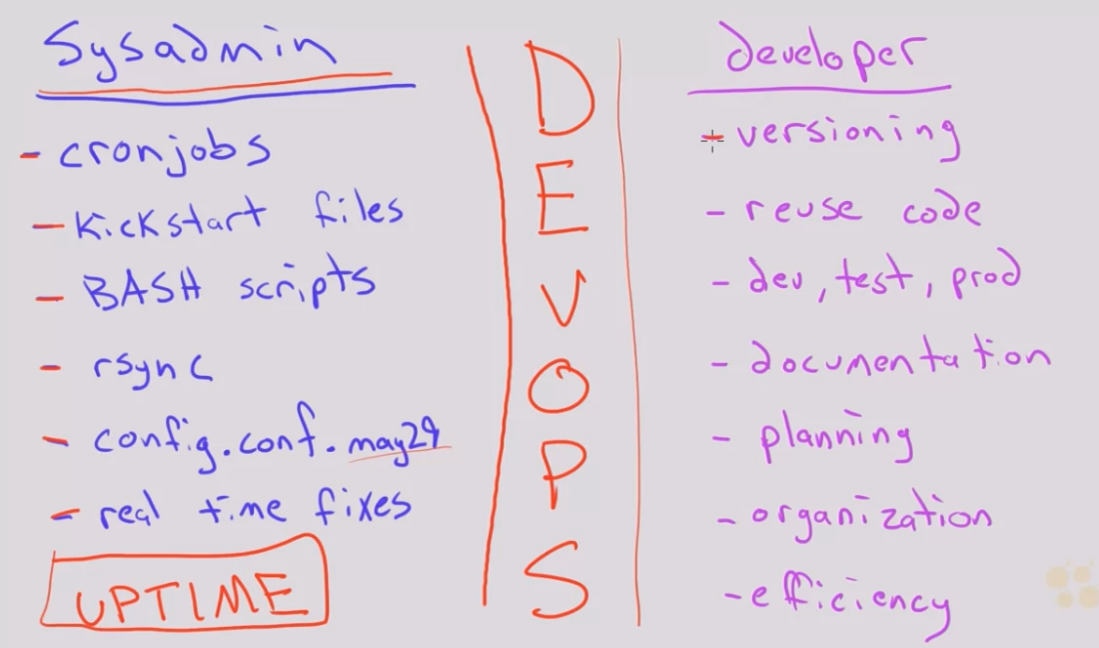 Sysadmin
- cronjobs
- Kickstart files
- BASH scripts
- rsync
- config.conf.may29
- real time fixes
UPTIME
DEVOPS
developer
- versioning
- reuse code
- dev, test, prod
- documentation
- planning
- organization
- efficiency